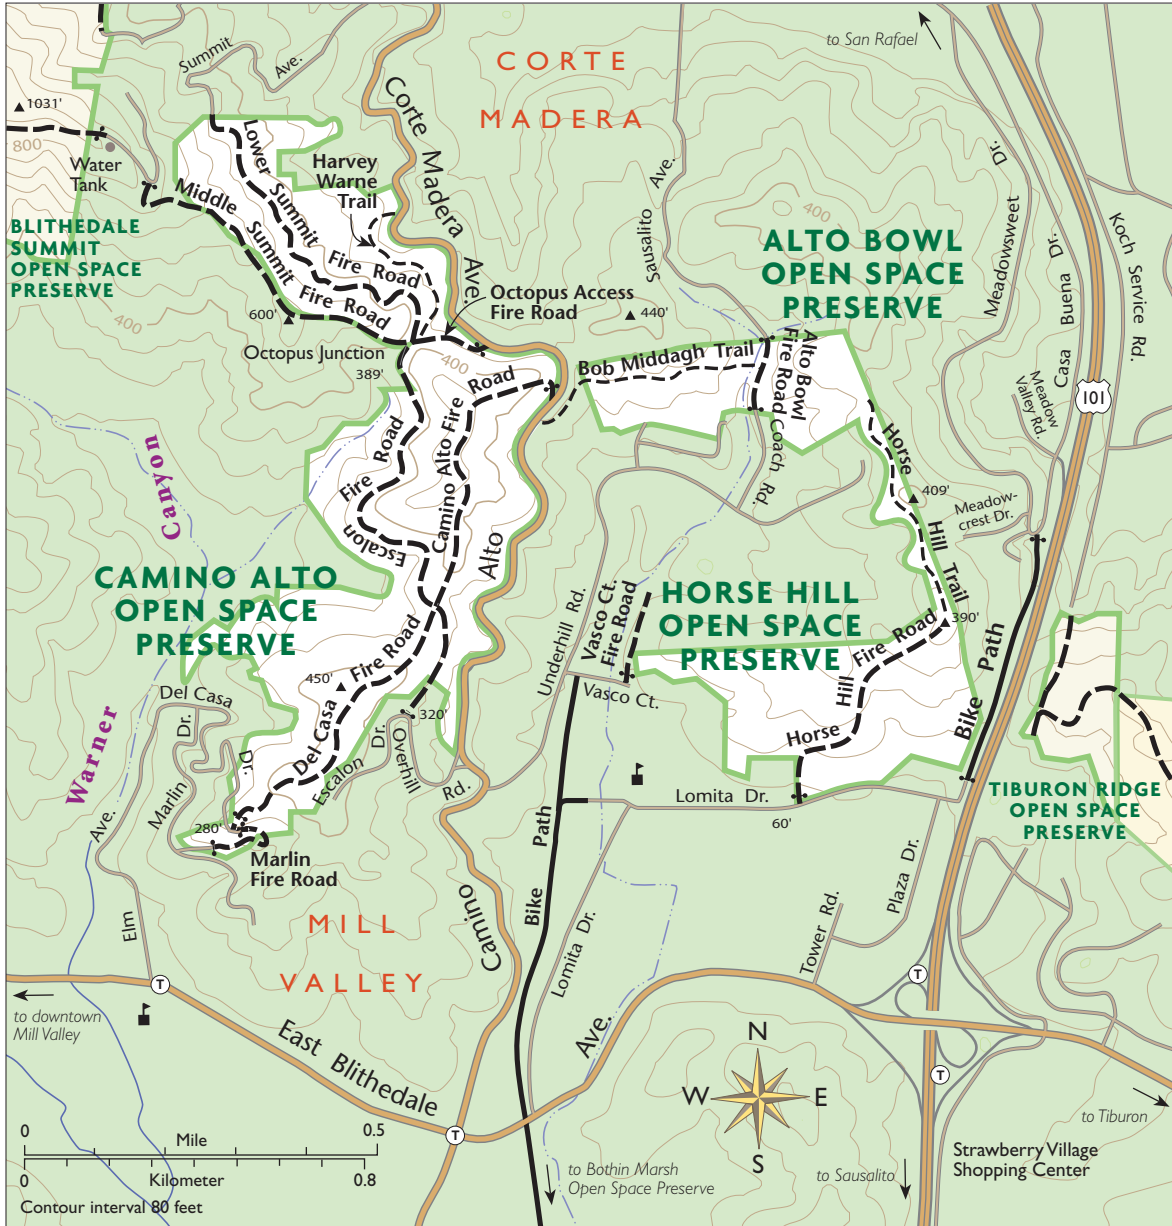 CORTE
MADERA
to San Rafael
Summit
Ave.
1031'
800
Water
Tank
Lower Summit Fire Road
Harvey
Warne
Trail
Corte Madera Ave.
Middle Summit Fire Road
BLITHEDALE
SUMMIT
OPEN SPACE
PRESERVE
400
600'
Octopus Junction
389'
Octopus Access
Fire Road
400
Sausalito Ave.
440'
400
ALTO BOWL
OPEN SPACE
PRESERVE
Meadowsweet Dr.
Casa Buena Dr.
Koch Service Rd.
Meadow
Valley Rd.
101
Bob Middagh Trail
Alto Bowl
Fire Road
Coach Rd.
Horse Hill Trail
409'
Meadow-
crest Dr.
390'
Camino Alto Fire Road
Escalon Fire Road
Canyon
Warner
CAMINO ALTO
OPEN SPACE
PRESERVE
Alto
Underhill Rd.
Vasco Ct.
Fire Road
Vasco Ct.
HORSE HILL
OPEN SPACE
PRESERVE
Horse Hill Fire Road
Bike Path
Del Casa
Dr.
Dr.
Marlin
450'
Del Casa Fire Road
320'
Escalon Dr.
Overhill Rd.
280'
Marlin
Fire Road
Elm Ave.
Lomita Dr.
60'
TIBURON RIDGE
OPEN SPACE
PRESERVE
Plaza Dr.
Tower Rd.
Bike Path
Lomita Dr.
Camino
MILL
VALLEY
T
T
T
T
to downtown
Mill Valley
East Blithedale Ave.
N
W
E
S
to Tiburon
Strawberry Village
Shopping Center
to Sausalito
to Bothin Marsh
Open Space Preserve
0
Mile
0.5
0
Kilometer
0.8
Contour interval 80 feet